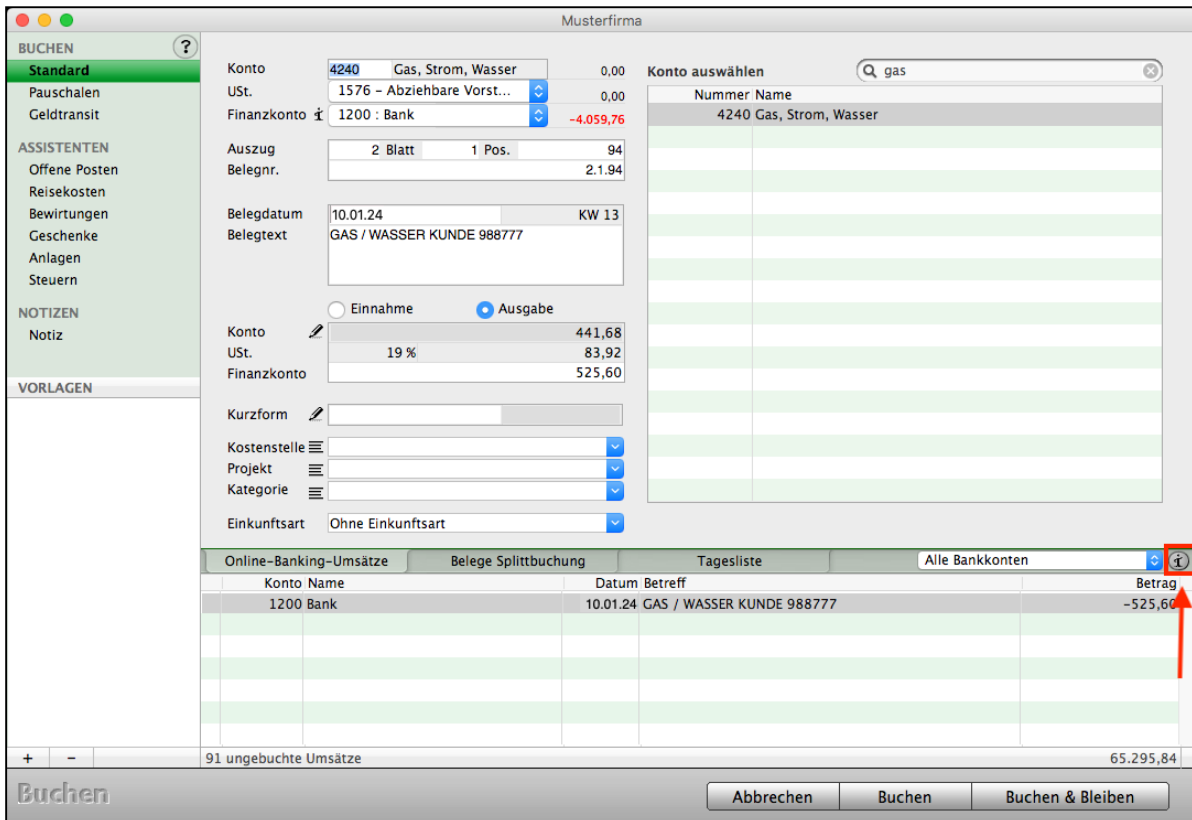 Musterfirma
BUCHEN ?
Standard
Pauschalen
Geldtransit
ASSISTENTEN
Offene Posten
Reisekosten
Bewirtungen
Geschenke
Anlagen
Steuern
NOTIZEN
Notiz
VORLAGEN
Konto 4240 Gas, Strom, Wasser 0,00
USt. 1576 – Abziehbare Vorst... 0,00
Finanzkonto i 1200 : Bank -4.059,76
Auszug 2 Blatt 1 Pos. 94
Belegnr. 2.1.94
Belegdatum 10.01.24 KW 13
Belegtext GAS / WASSER KUNDE 988777
Einnahme Ausgabe
Konto 441,68
USt. 19 % 83,92
Finanzkonto 525,60
Kurzform
Kostenstelle
Projekt
Kategorie
Einkunftsart Ohne Einkunftsart
Konto auswählen gas
Nummer Name
4240 Gas, Strom, Wasser
Online-Banking-Umsätze Belege Splittbuchung Tagesliste Alle Bankkonten i
Konto Name Datum Betreff Betrag
1200 Bank 10.01.24 GAS / WASSER KUNDE 988777 -525,60
+ - 91 ungebuchte Umsätze 65.295,84
Buchen Abbrechen Buchen Buchen & Bleiben